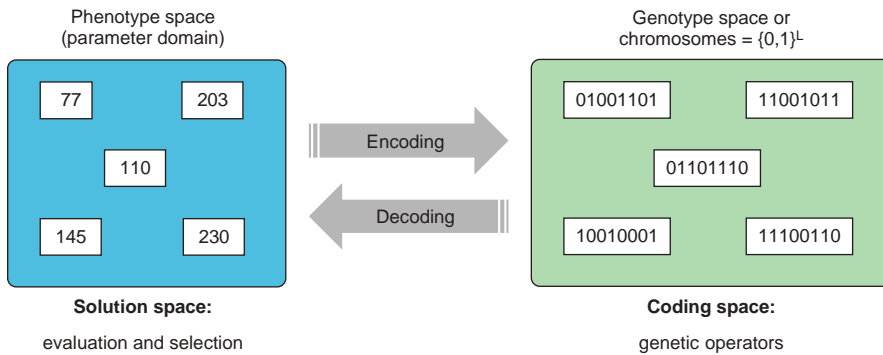 Phenotype space
(parameter domain)
77
203
110
145
230
Solution space:
evaluation and selection
Encoding
Decoding
Genotype space or
chromosomes = {0,1}ᴸ
01001101
11001011
01101110
10010001
11100110
Coding space:
genetic operators